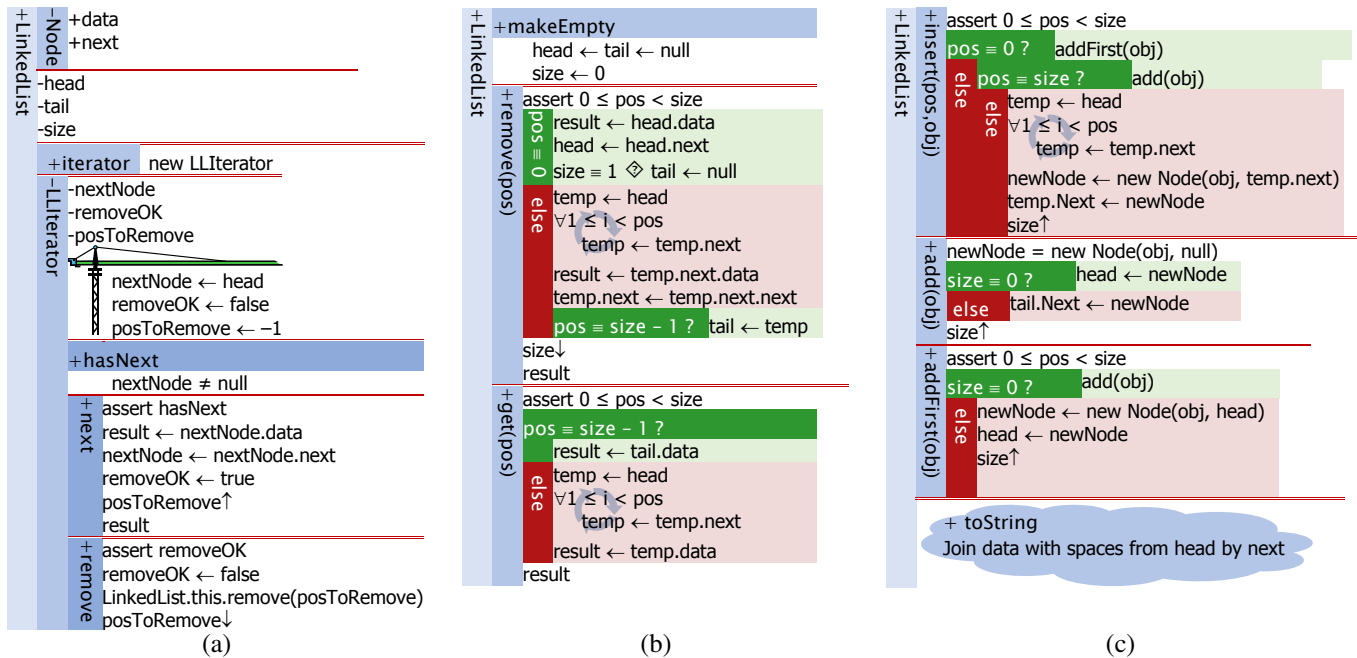 +LinkedList
−Node
+data
+next
-head
-tail
-size
+iterator new LLIterator
−LLIterator
-nextNode
-removeOK
-posToRemove
nextNode ← head
removeOK ← false
posToRemove ← −1
+hasNext
nextNode ≠ null
+next
assert hasNext
result ← nextNode.data
nextNode ← nextNode.next
removeOK ← true
posToRemove↑
result
+remove
assert removeOK
removeOK ← false
LinkedList.this.remove(posToRemove)
posToRemove↓
(a)
+LinkedList
+makeEmpty
head ← tail ← null
size ← 0
+remove(pos)
assert 0 ≤ pos < size
pos ≡ 0
result ← head.data
head ← head.next
size ≡ 1 ? tail ← null
else
temp ← head
∀1 ≤ i < pos
temp ← temp.next
result ← temp.next.data
temp.next ← temp.next.next
pos ≡ size − 1 ? tail ← temp
size↓
result
+get(pos)
assert 0 ≤ pos < size
pos ≡ size − 1 ?
result ← tail.data
else
temp ← head
∀1 ≤ i < pos
temp ← temp.next
result ← temp.data
result
(b)
+LinkedList
+insert(pos,obj)
assert 0 ≤ pos < size
pos ≡ 0 ? addFirst(obj)
else
pos ≡ size ? add(obj)
else
temp ← head
∀1 ≤ i < pos
temp ← temp.next
newNode ← new Node(obj, temp.next)
temp.Next ← newNode
size↑
+add(obj)
newNode = new Node(obj, null)
size ≡ 0 ? head ← newNode
else tail.Next ← newNode
size↑
+addFirst(obj)
assert 0 ≤ pos < size
size ≡ 0 ? add(obj)
else
newNode ← new Node(obj, head)
head ← newNode
size↑
+ toString
Join data with spaces from head by next
(c)